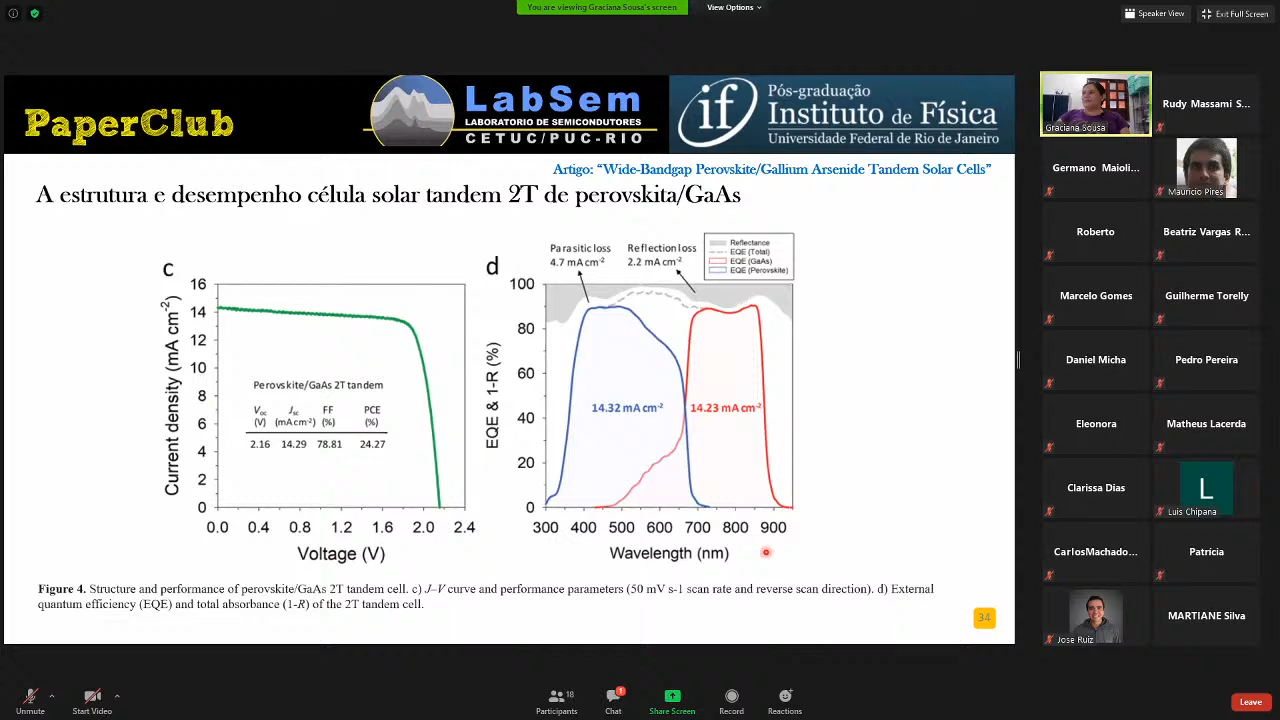 You are viewing Graciana Sousa's screen
View Options
Speaker View
Exit Full Screen
PaperClub
LabSem
LABORATORIO DE SEMICONDUTORES
CETUC/PUC-RIO
if
Pós-graduação
Instituto de Física
Universidade Federal do Rio de Janeiro
Artigo: “Wide-Bandgap Perovskite/Gallium Arsenide Tandem Solar Cells”
A estrutura e desempenho célula solar tandem 2T de perovskita/GaAs
c
Current density (mA cm-2)
16
14
12
10
8
6
4
2
0
0.0 0.4 0.8 1.2 1.6 2.0 2.4
Voltage (V)
Perovskite/GaAs 2T tandem
Voc Jsc FF PCE
(V) (mA cm-2) (%) (%)
2.16 14.29 78.81 24.27
d
Parasitic loss
4.7 mA cm-2
Reflection loss
2.2 mA cm-2
Reflectance
EQE (Total)
EQE (GaAs)
EQE (Perovskite)
EQE & 1-R (%)
100
80
60
40
20
0
14.32 mA cm-2
14.23 mA cm-2
300 400 500 600 700 800 900
Wavelength (nm)
Figure 4. Structure and performance of perovskite/GaAs 2T tandem cell. c) J–V curve and performance parameters (50 mV s-1 scan rate and reverse scan direction). d) External
quantum efficiency (EQE) and total absorbance (1-R) of the 2T tandem cell.
34
Graciana Sousa
Rudy Massami S...
Germano Maioli...
Mauricio Pires
Roberto
Beatriz Vargas R...
Marcelo Gomes
Guilherme Torelly
Daniel Micha
Pedro Pereira
Eleonora
Matheus Lacerda
Clarissa Dias
L
Luis Chipana
CarlosMachado...
Patrícia
Jose Ruiz
MARTIANE Silva
Unmute
Start Video
18
Participants
1
Chat
Share Screen
Record
Reactions
Leave